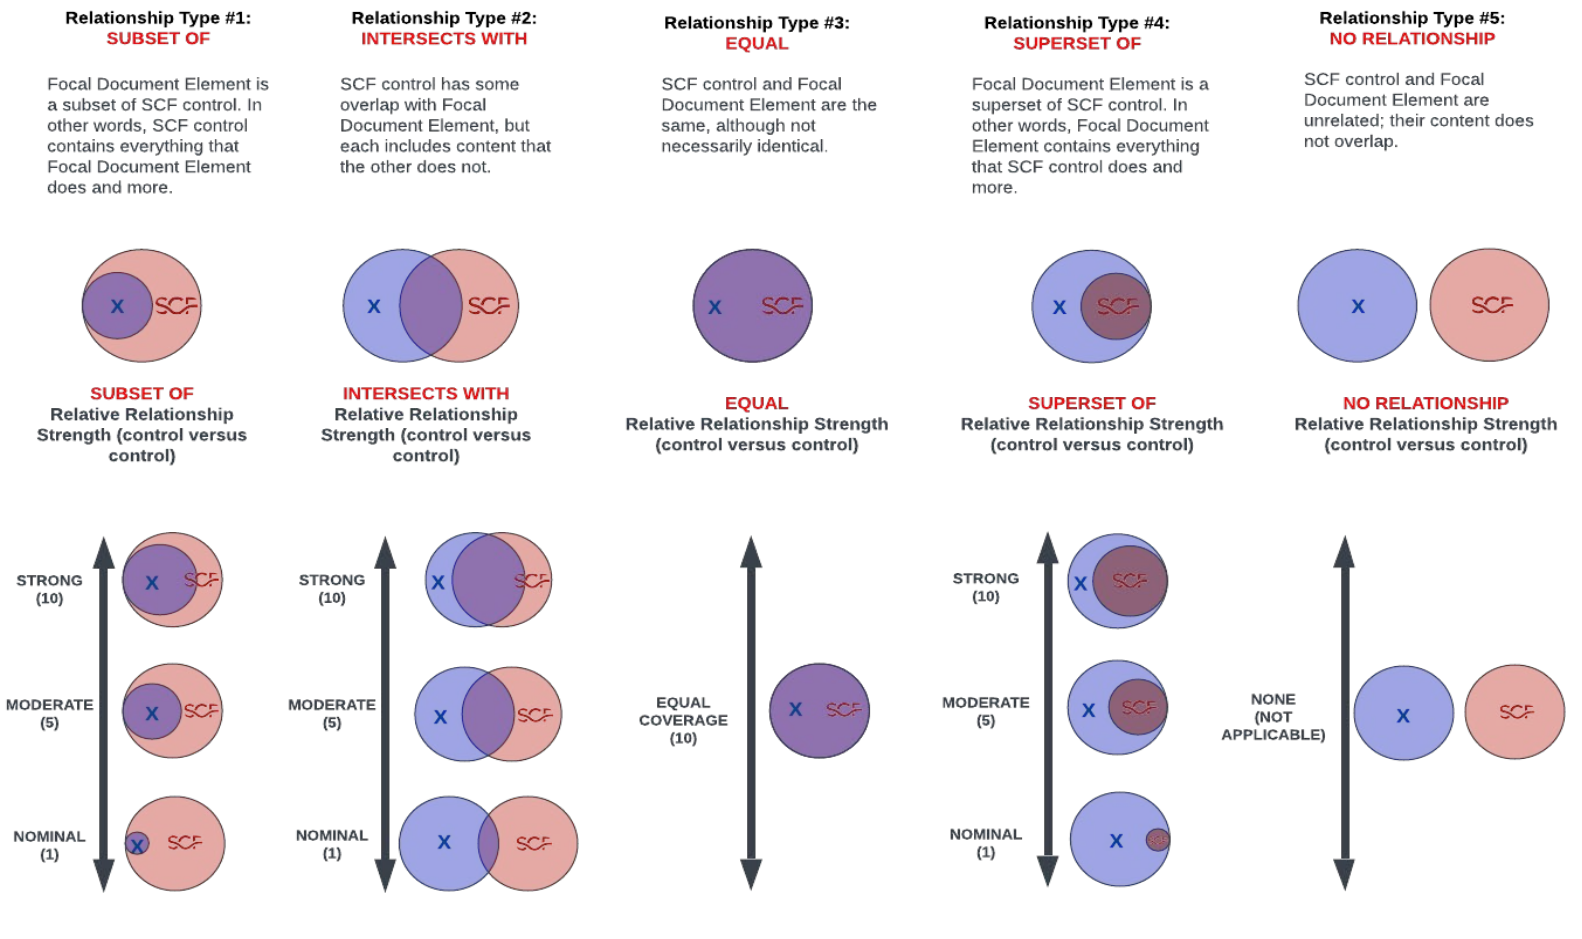 Relationship Type #1:
SUBSET OF
Focal Document Element is
a subset of SCF control. In
other words, SCF control
contains everything that
Focal Document Element
does and more.
X SCF
SUBSET OF
Relative Relationship
Strength (control versus
control)
STRONG
(10)
X SCF
MODERATE
(5)
X SCF
NOMINAL
(1)
X SCF
Relationship Type #2:
INTERSECTS WITH
SCF control has some
overlap with Focal
Document Element, but
each includes content that
the other does not.
X SCF
INTERSECTS WITH
Relative Relationship
Strength (control versus
control)
STRONG
(10)
X SCF
MODERATE
(5)
X SCF
NOMINAL
(1)
X SCF
Relationship Type #3:
EQUAL
SCF control and Focal
Document Element are the
same, although not
necessarily identical.
X SCF
EQUAL
Relative Relationship Strength
(control versus control)
EQUAL
COVERAGE
(10)
X SCF
Relationship Type #4:
SUPERSET OF
Focal Document Element is a
superset of SCF control. In
other words, Focal Document
Element contains everything
that SCF control does and
more.
X SCF
SUPERSET OF
Relative Relationship Strength
(control versus control)
STRONG
(10)
X SCF
MODERATE
(5)
X SCF
NOMINAL
(1)
X SCF
Relationship Type #5:
NO RELATIONSHIP
SCF control and Focal
Document Element are
unrelated; their content does
not overlap.
X SCF
NO RELATIONSHIP
Relative Relationship Strength
(control versus control)
NONE
(NOT
APPLICABLE)
X SCF